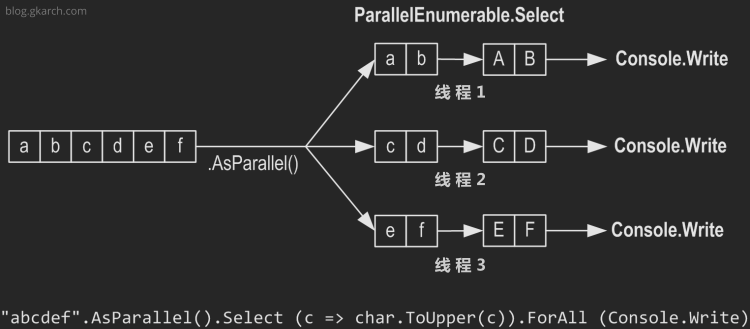 blog.gkarch.com
ParallelEnumerable.Select
a b A B Console.Write
线程 1
a b c d e f .AsParallel() c d C D Console.Write
线程 2
e f E F Console.Write
线程 3
"abcdef".AsParallel().Select (c => char.ToUpper(c)).ForAll (Console.Write)